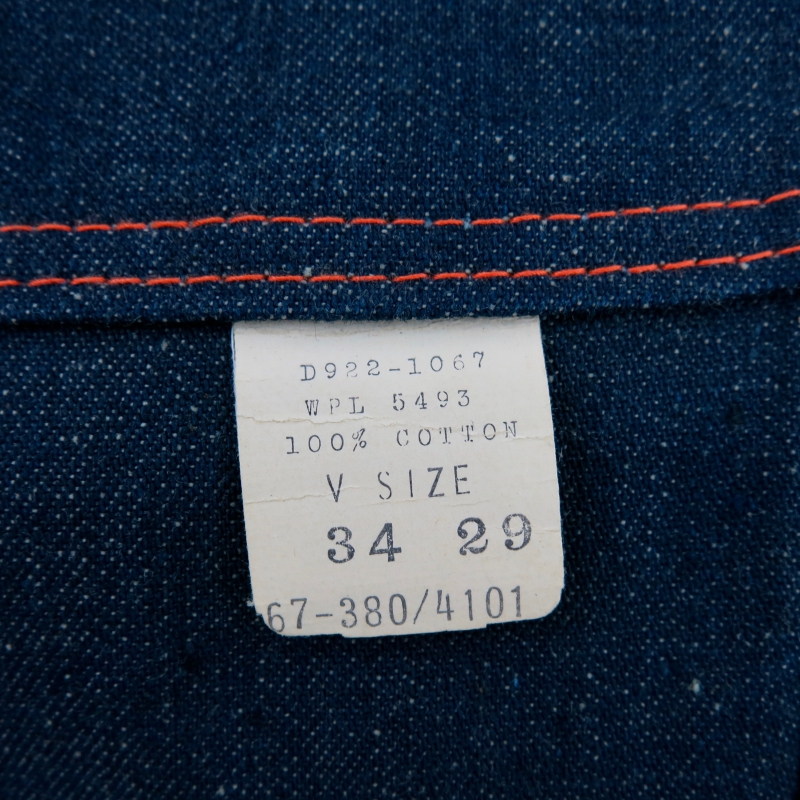 D922-1067
WPL 5493
100% COTTON
V SIZE
34 29
67-380/4101